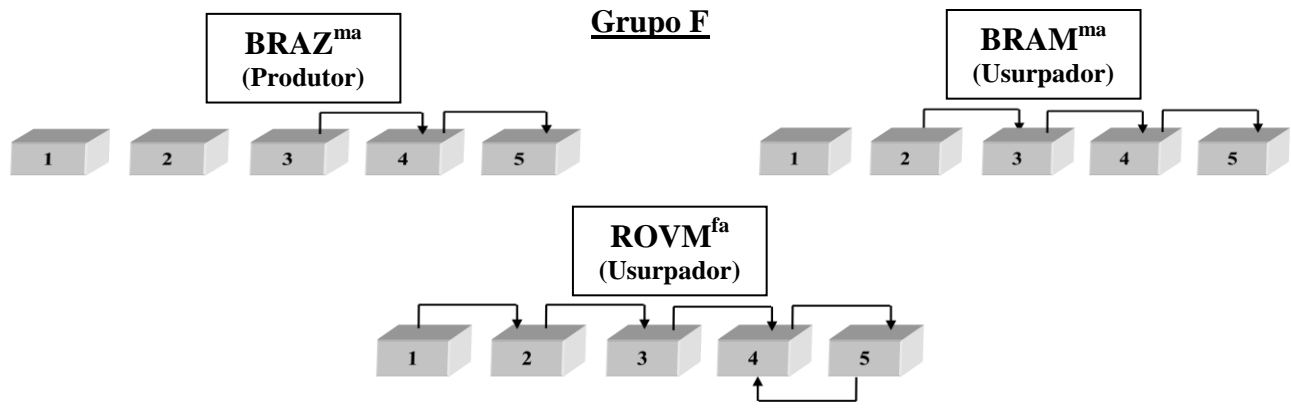 Grupo F
BRAZma
(Produtor)
BRAMma
(Usurpador)
1 2 3 4 5
1 2 3 4 5
ROVMfa
(Usurpador)
1 2 3 4 5